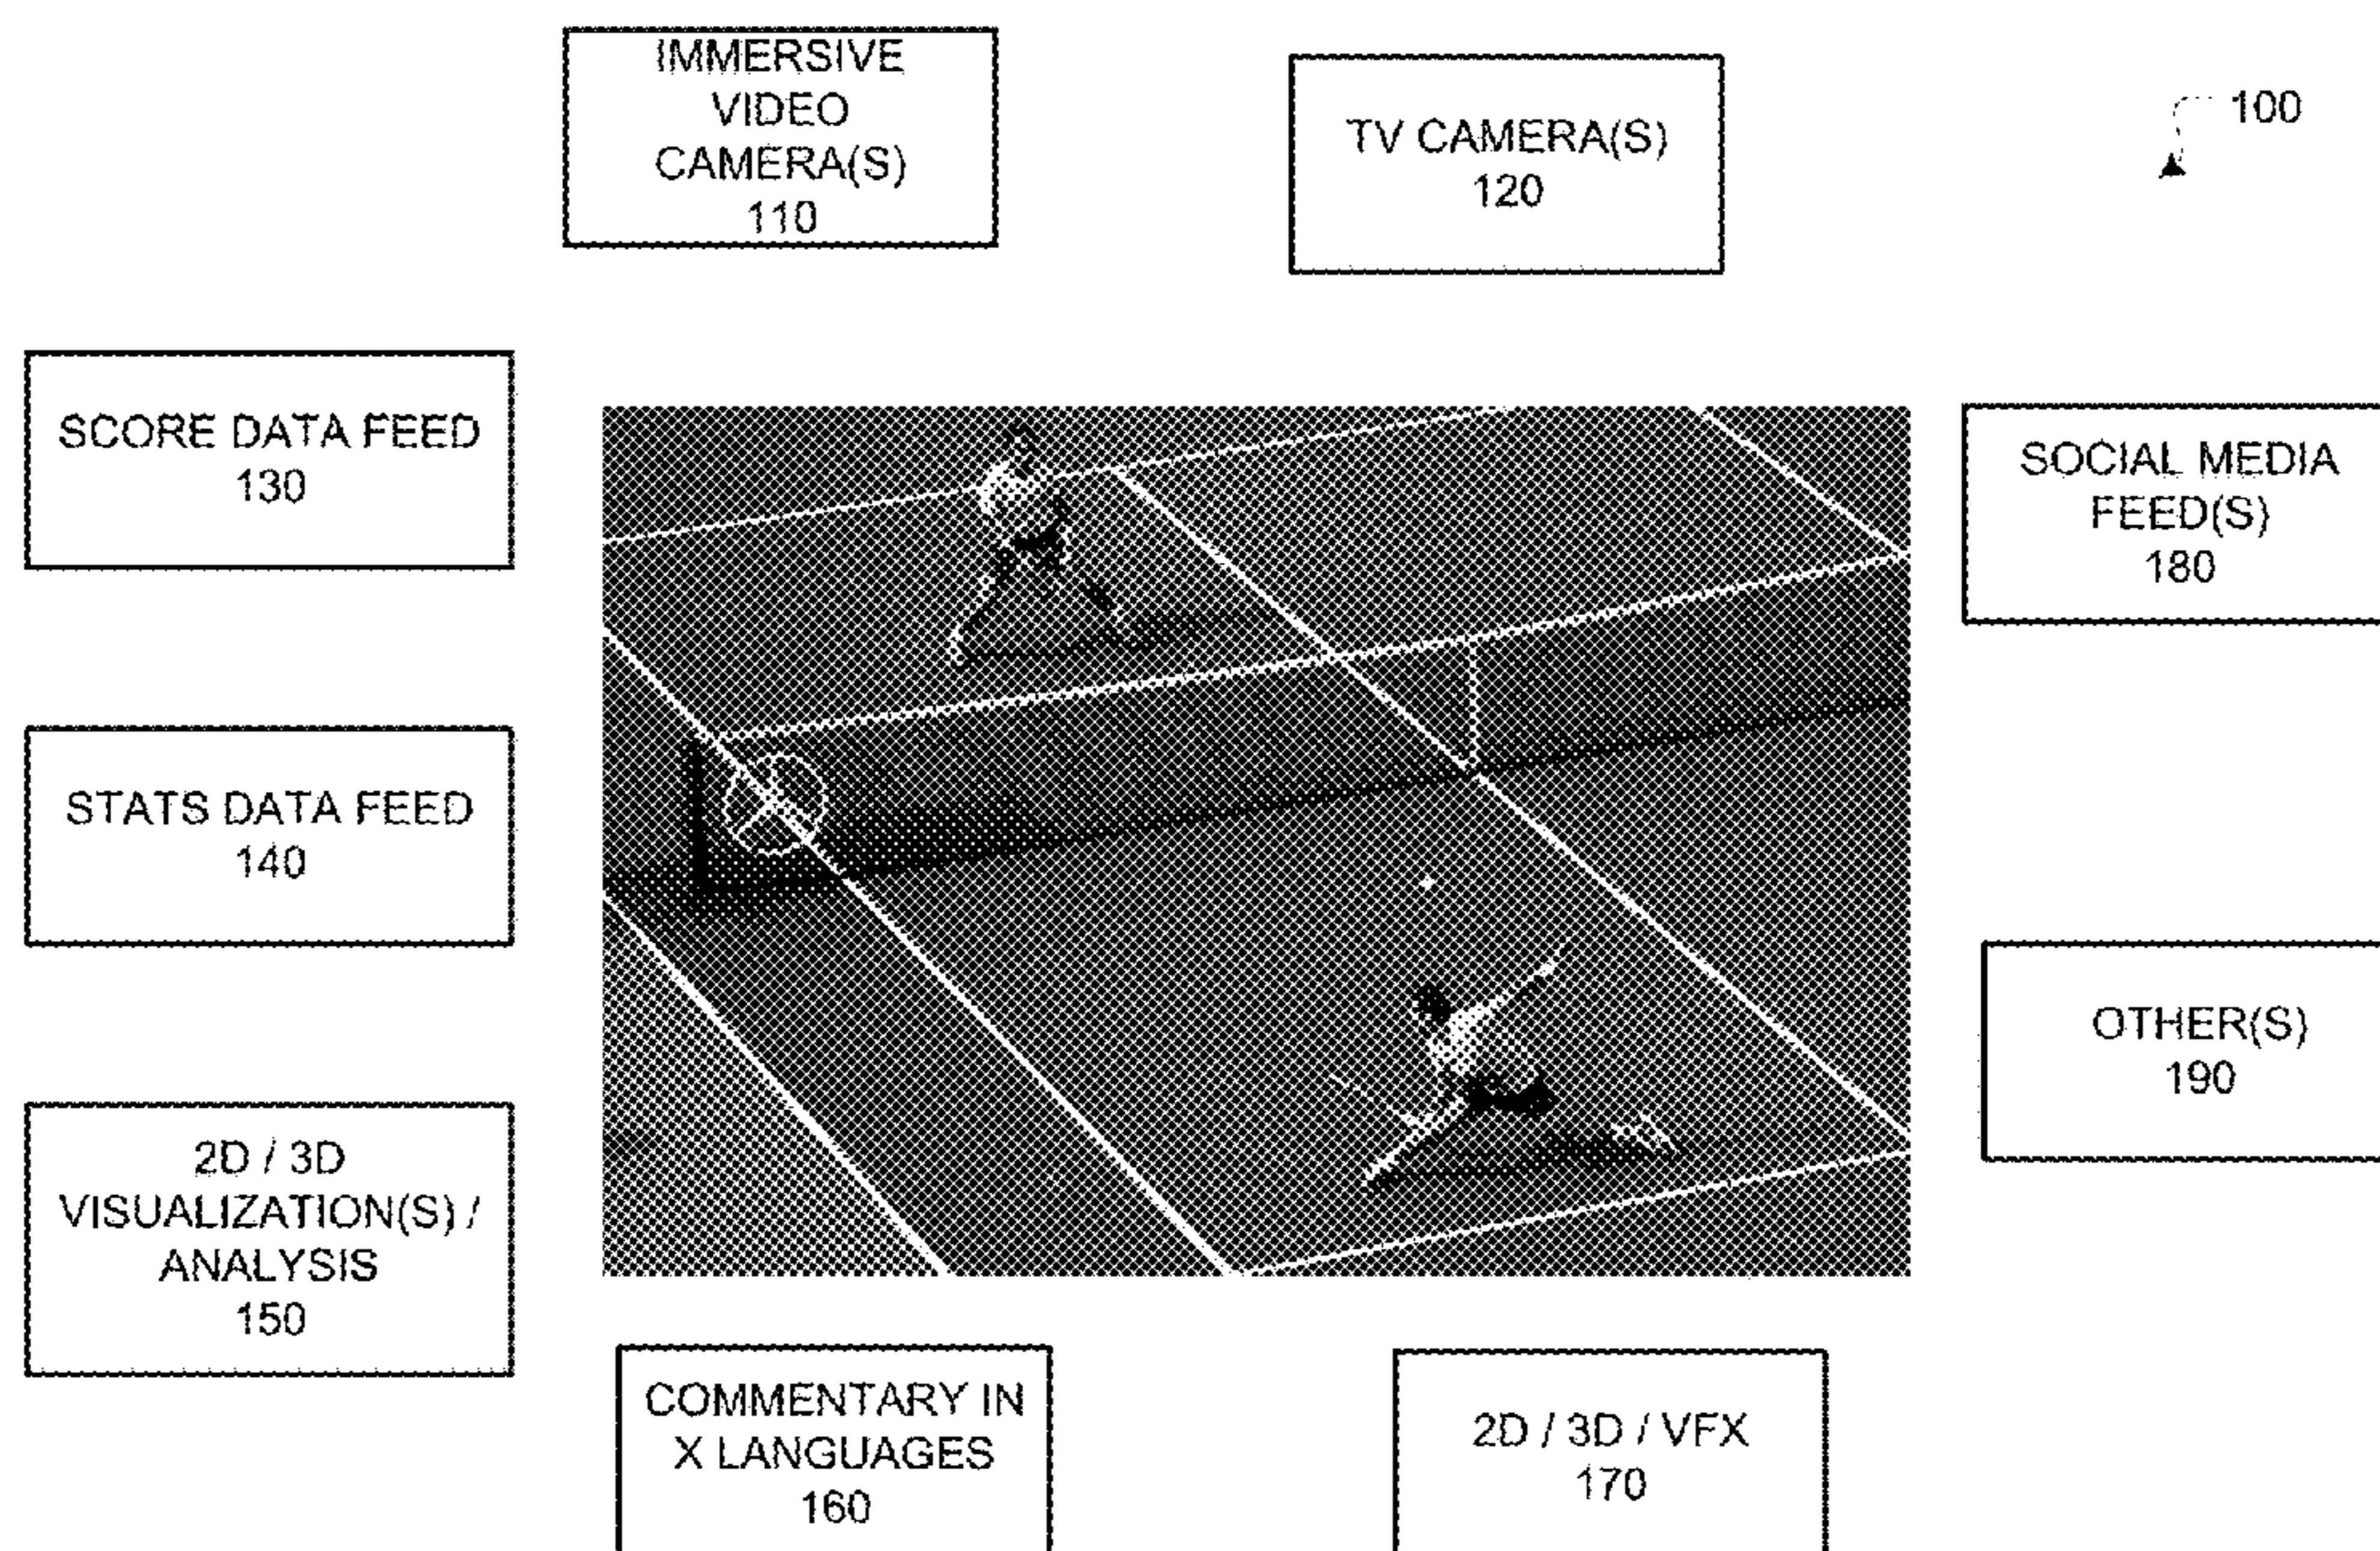 IMMERSIVE
VIDEO
CAMERA(S)
110
TV CAMERA(S)
120
100
SCORE DATA FEED
130
SOCIAL MEDIA
FEED(S)
180
STATS DATA FEED
140
OTHER(S)
190
2D / 3D
VISUALIZATION(S) /
ANALYSIS
150
COMMENTARY IN
X LANGUAGES
160
2D / 3D / VFX
170